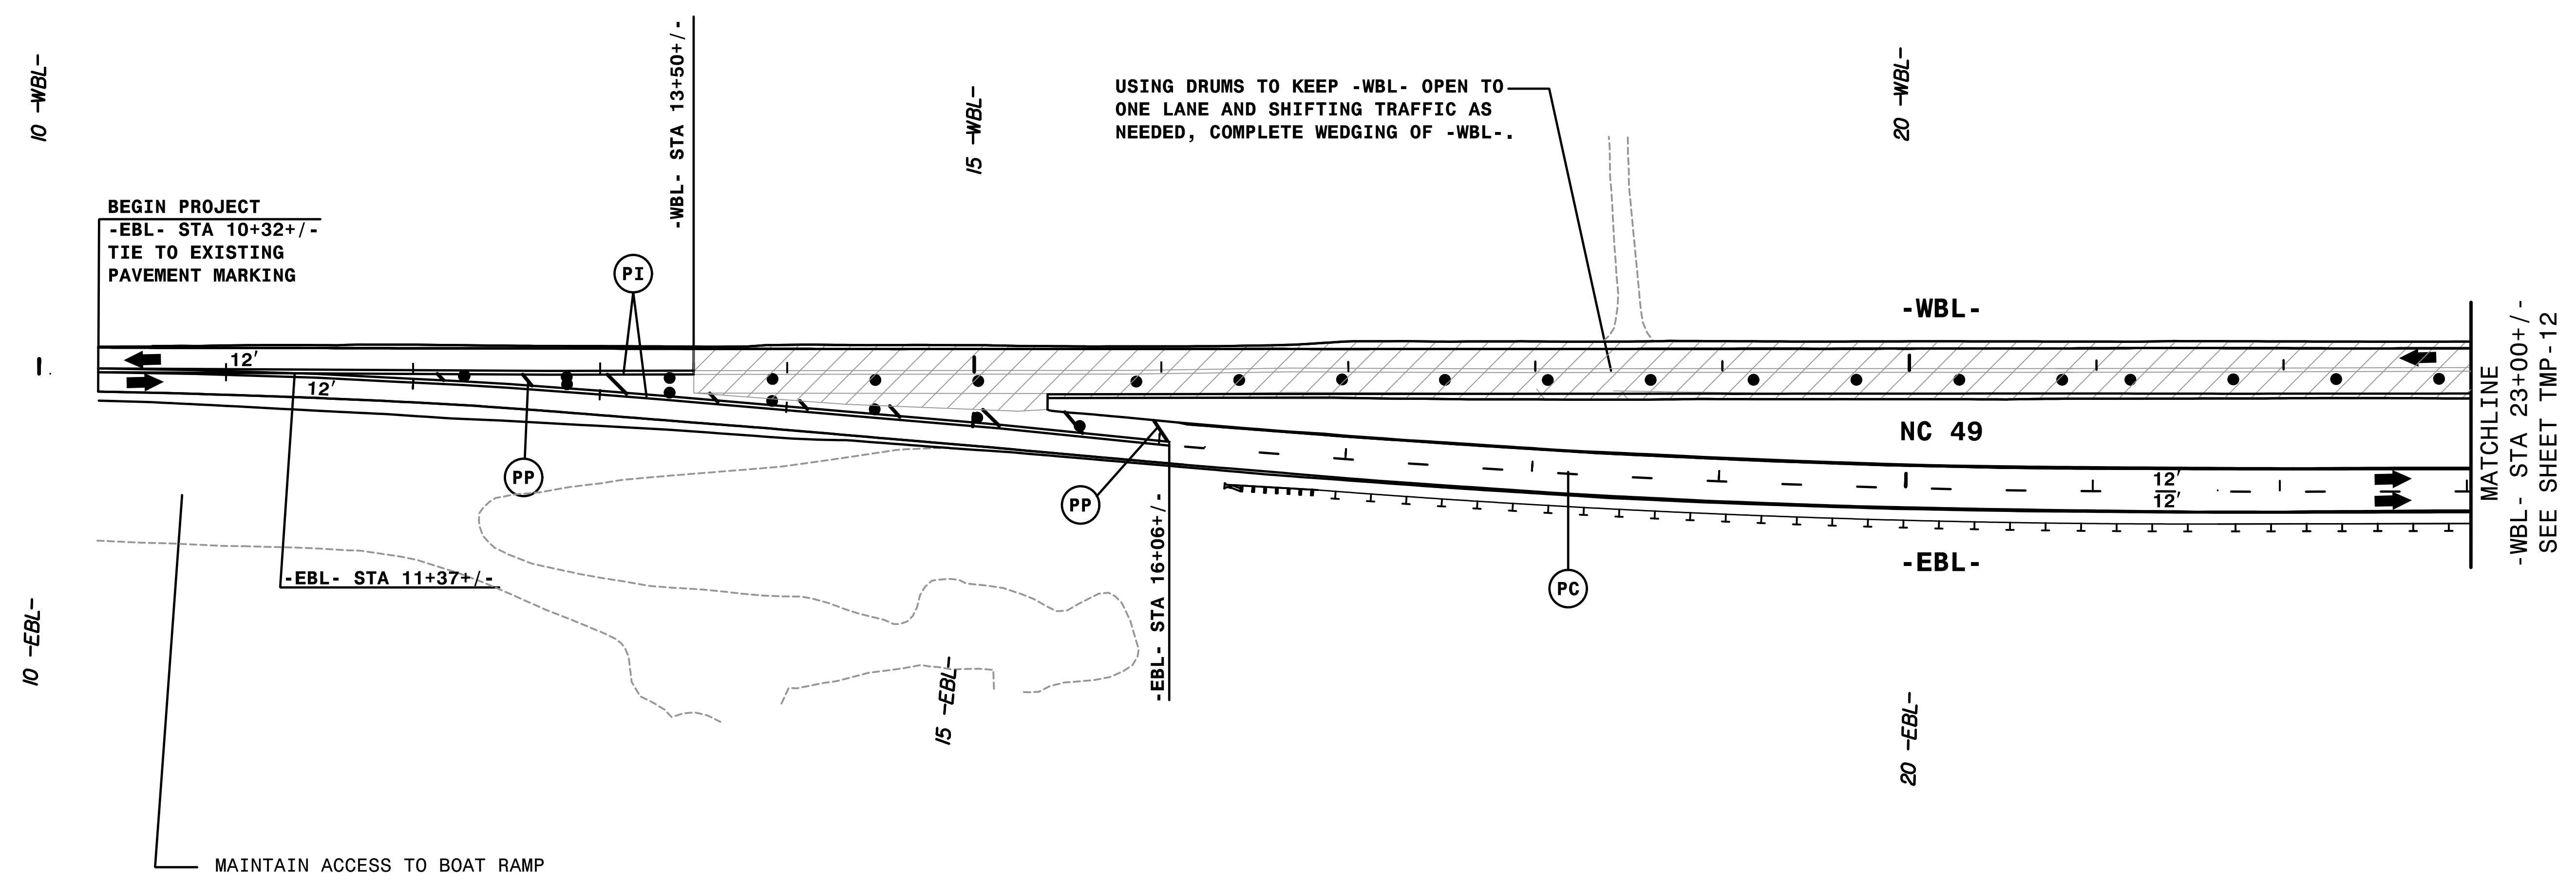 10 -WBL-
-WBL- STA 13+50+/-
15 -WBL-
USING DRUMS TO KEEP -WBL- OPEN TO
ONE LANE AND SHIFTING TRAFFIC AS
NEEDED, COMPLETE WEDGING OF -WBL-.
20 -WBL-
BEGIN PROJECT
-EBL- STA 10+32+/-
TIE TO EXISTING
PAVEMENT MARKING
PI
-WBL-
12'
12'
NC 49
PP
PP
12'
12'
MATCHLINE
-WBL- STA 23+00+/-
SEE SHEET TMP-12
-EBL- STA 11+37+/-
-EBL- STA 16+06+/-
PC
-EBL-
10 -EBL-
15 -EBL-
20 -EBL-
MAINTAIN ACCESS TO BOAT RAMP